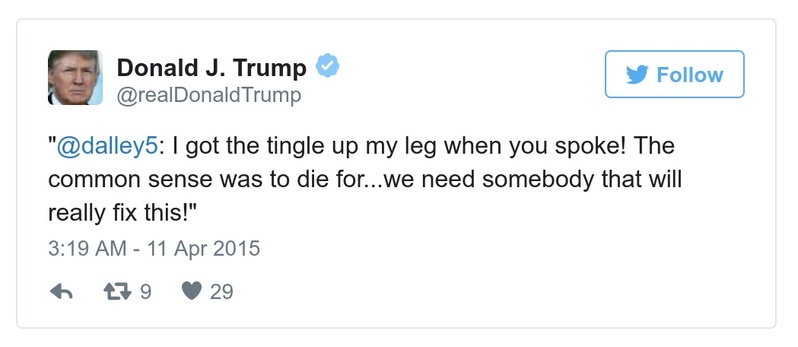 Donald J. Trump
@realDonaldTrump
Follow
"@dalley5: I got the tingle up my leg when you spoke! The
common sense was to die for...we need somebody that will
really fix this!"
3:19 AM - 11 Apr 2015
9 29